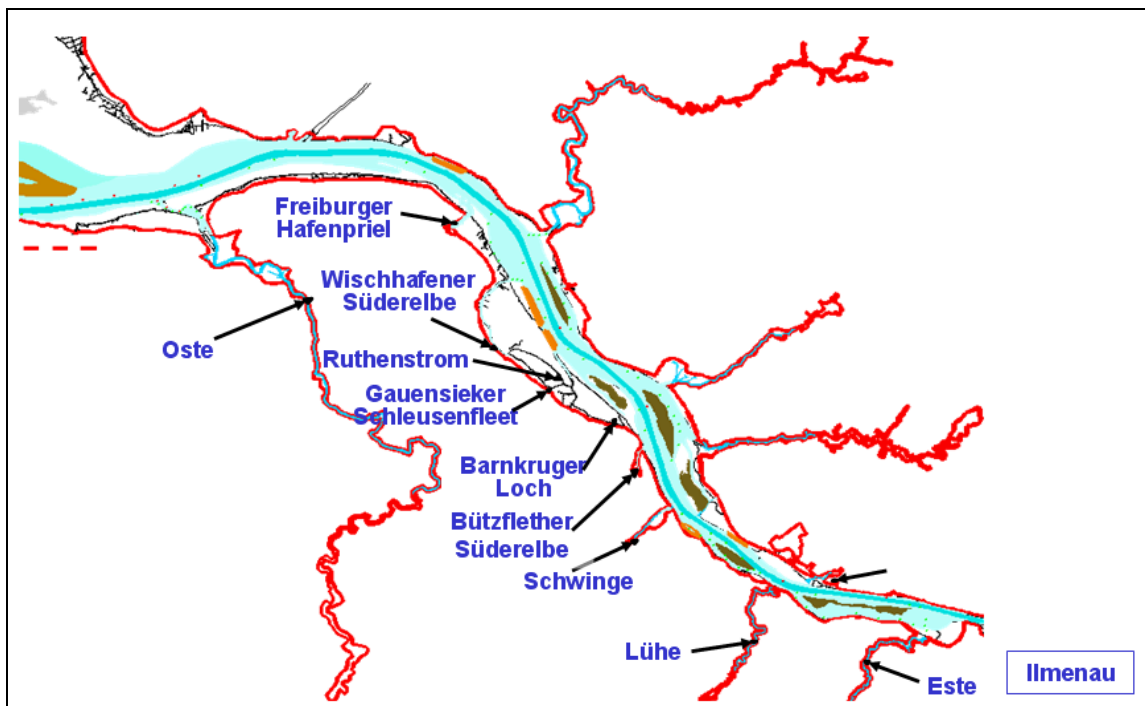 Freiburger
Hafenpriel
Wischhafener
Süderelbe
Oste
Ruthenstrom
Gauensieker
Schleusenfleet
Barnkruger
Loch
Bützflether
Süderelbe
Schwinge
Lühe
Este
Ilmenau